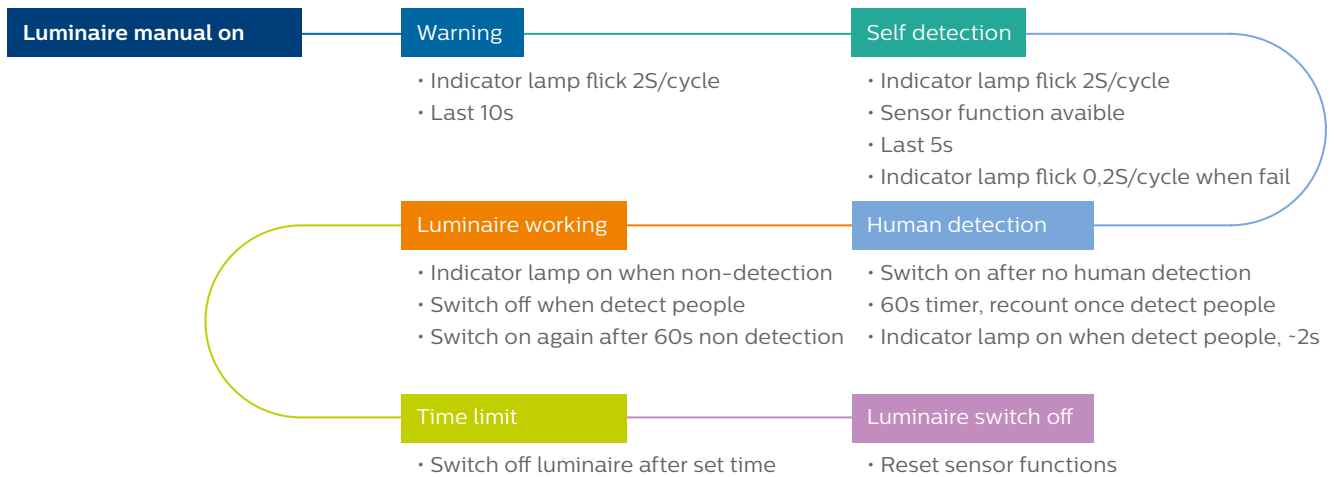 Luminaire manual on
Warning
· Indicator lamp flick 2S/cycle
· Last 10s
Self detection
· Indicator lamp flick 2S/cycle
· Sensor function avaible
· Last 5s
· Indicator lamp flick 0,2S/cycle when fail
Human detection
· Switch on after no human detection
· 60s timer, recount once detect people
· Indicator lamp on when detect people, ~2s
Luminaire working
· Indicator lamp on when non-detection
· Switch off when detect people
· Switch on again after 60s non detection
Time limit
· Switch off luminaire after set time
Luminaire switch off
· Reset sensor functions